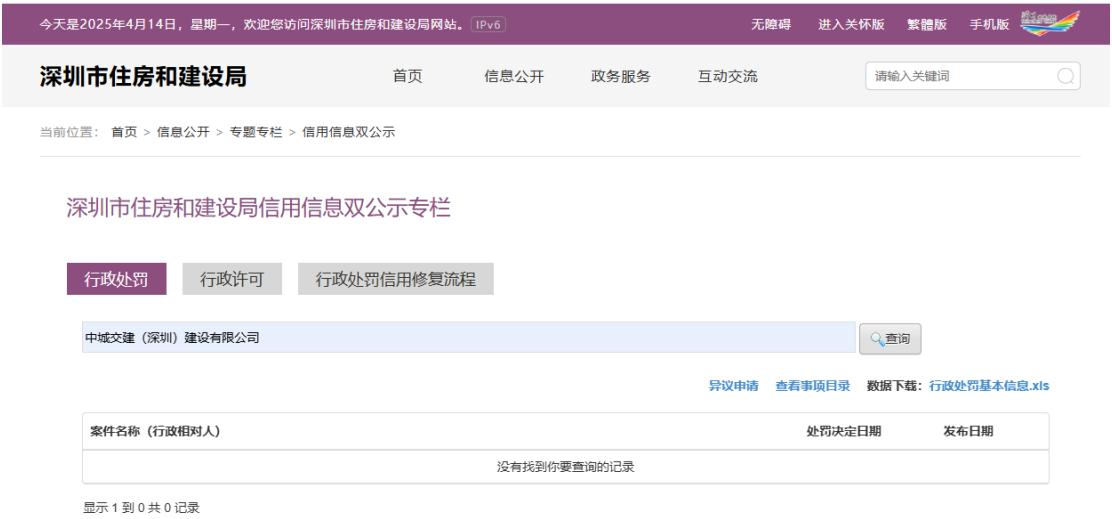 今天是2025年4月14日，星期一，欢迎您访问深圳市住房和建设局网站。 IPv6 无障碍 进入关怀版 繁體版 手机版
深圳市住房和建设局 首页 信息公开 政务服务 互动交流 请输入关键词
当前位置： 首页 > 信息公开 > 专题专栏 > 信用信息双公示
深圳市住房和建设局信用信息双公示专栏
行政处罚 行政许可 行政处罚信用修复流程
中城交建（深圳）建设有限公司 查询
异议申请 查看事项目录 数据下载：行政处罚基本信息.xls
案件名称（行政相对人） 处罚决定日期 发布日期
没有找到你要查询的记录
显示 1 到 0 共 0 记录